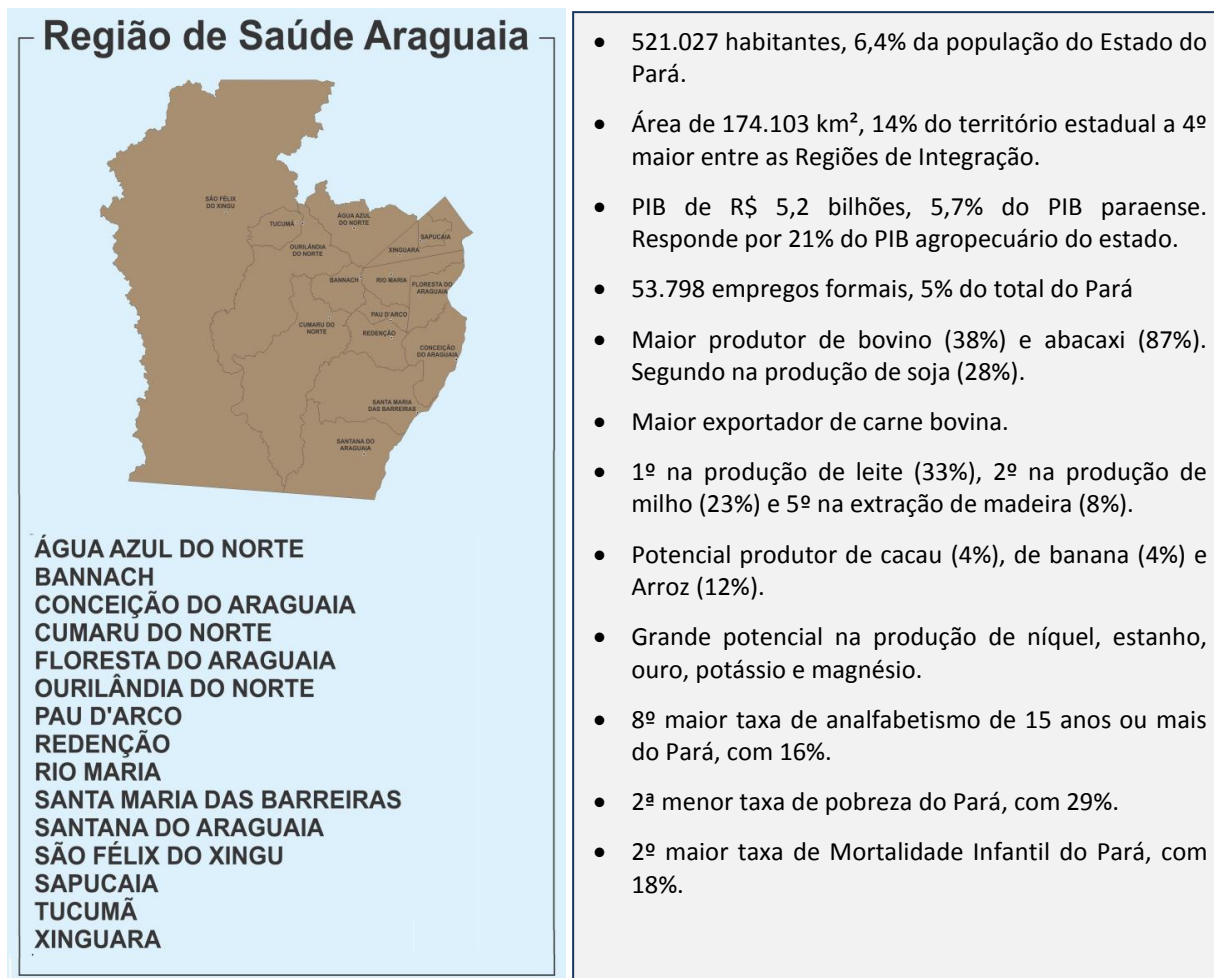 Região de Saúde Araguaia
SÃO FÉLIX
DO XINGU
TUCUMÃ
ÁGUA AZUL
DO NORTE
SAPUCAIA
XINGUARA
OURILÂNDIA
DO NORTE
BANNACH
RIO MARIA
FLORESTA DO
ARAGUAIA
PAU D'ARCO
CUMARU DO
NORTE
REDENÇÃO
CONCEIÇÃO
DO ARAGUAIA
SANTA MARIA
DAS BARREIRAS
SANTANA DO
ARAGUAIA
ÁGUA AZUL DO NORTE
BANNACH
CONCEIÇÃO DO ARAGUAIA
CUMARU DO NORTE
FLORESTA DO ARAGUAIA
OURILÂNDIA DO NORTE
PAU D'ARCO
REDENÇÃO
RIO MARIA
SANTA MARIA DAS BARREIRAS
SANTANA DO ARAGUAIA
SÃO FÉLIX DO XINGU
SAPUCAIA
TUCUMÃ
XINGUARA
• 521.027 habitantes, 6,4% da população do Estado do
Pará.
• Área de 174.103 km², 14% do território estadual a 4º
maior entre as Regiões de Integração.
• PIB de R$ 5,2 bilhões, 5,7% do PIB paraense.
Responde por 21% do PIB agropecuário do estado.
• 53.798 empregos formais, 5% do total do Pará
• Maior produtor de bovino (38%) e abacaxi (87%).
Segundo na produção de soja (28%).
• Maior exportador de carne bovina.
• 1º na produção de leite (33%), 2º na produção de
milho (23%) e 5º na extração de madeira (8%).
• Potencial produtor de cacau (4%), de banana (4%) e
Arroz (12%).
• Grande potencial na produção de níquel, estanho,
ouro, potássio e magnésio.
• 8º maior taxa de analfabetismo de 15 anos ou mais
do Pará, com 16%.
• 2ª menor taxa de pobreza do Pará, com 29%.
• 2º maior taxa de Mortalidade Infantil do Pará, com
18%.